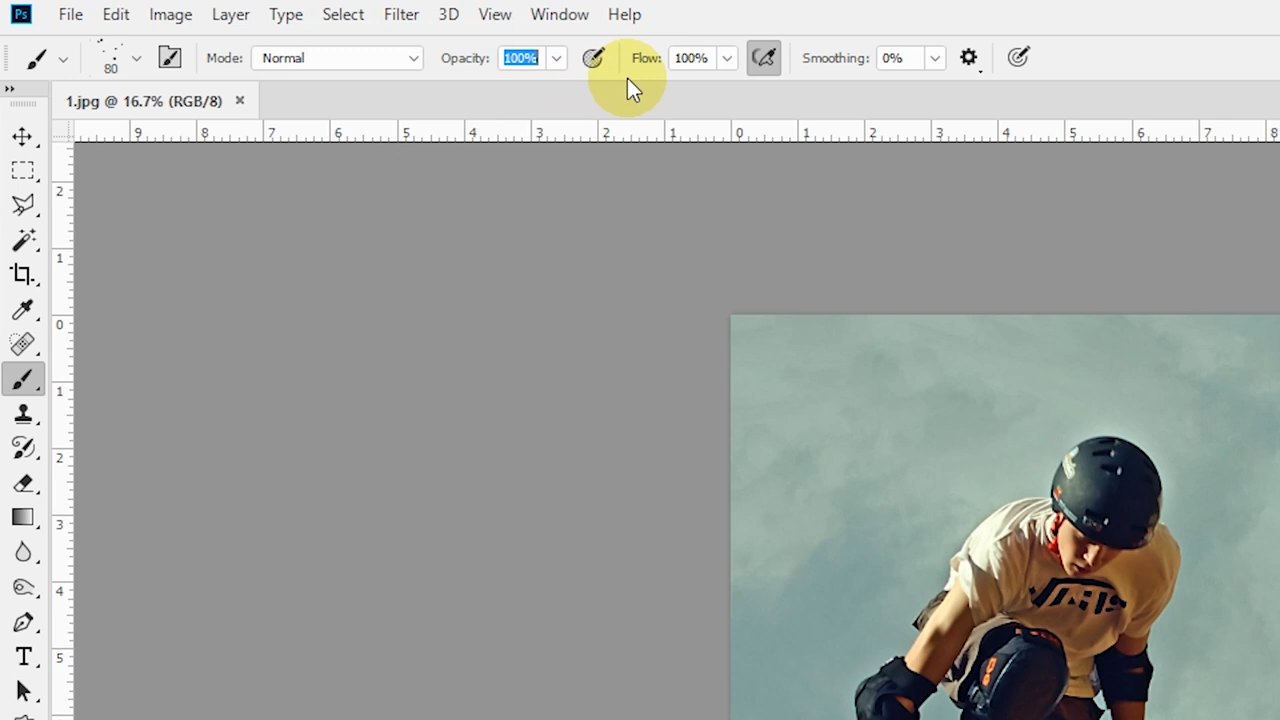 Ps File Edit Image Layer Type Select Filter 3D View Window Help
80 Mode: Normal Opacity: 100% Flow: 100% Smoothing: 0%
1.jpg @ 16.7% (RGB/8) ×
9 8 7 6 5 4 3 2 1 0 1 2 3 4 5 6 7 8
2
1
0
1
2
3
4
5
T
VANS